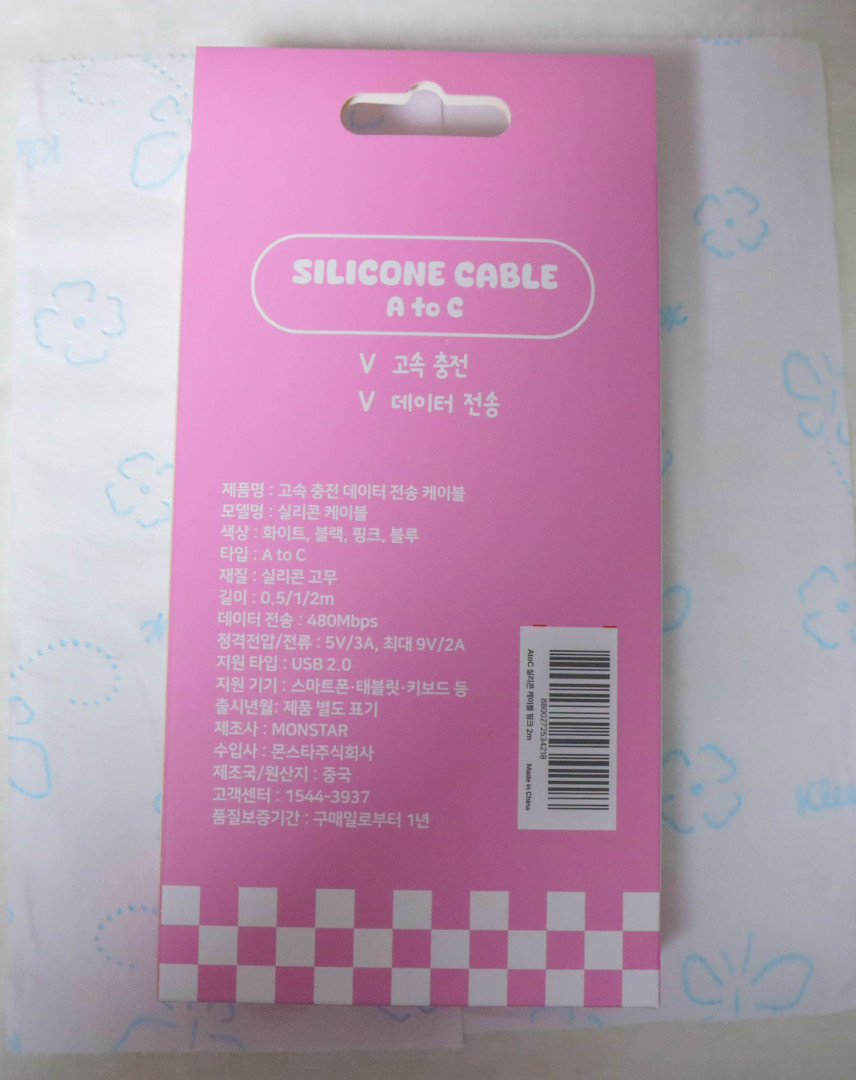 SILICONE CABLE
A to C
V 고속 충전
V 데이터 전송
제품명 : 고속 충전 데이터 전송 케이블
모델명 : 실리콘 케이블
색상 : 화이트, 블랙, 핑크, 블루
타입 : A to C
재질 : 실리콘 고무
길이 : 0.5/1/2m
데이터 전송 : 480Mbps
정격전압/전류 : 5V/3A, 최대 9V/2A
지원 타입 : USB 2.0
지원 기기 : 스마트폰·태블릿·키보드 등
출시년월: 제품 별도 표기
제조사 : MONSTAR
수입사 : 몬스타주식회사
제조국/원산지 : 중국
고객센터 : 1544-3937
품질보증기간 : 구매일로부터 1년
8800272534218
AtoC 실리콘 케이블 핑크 2m Made in China